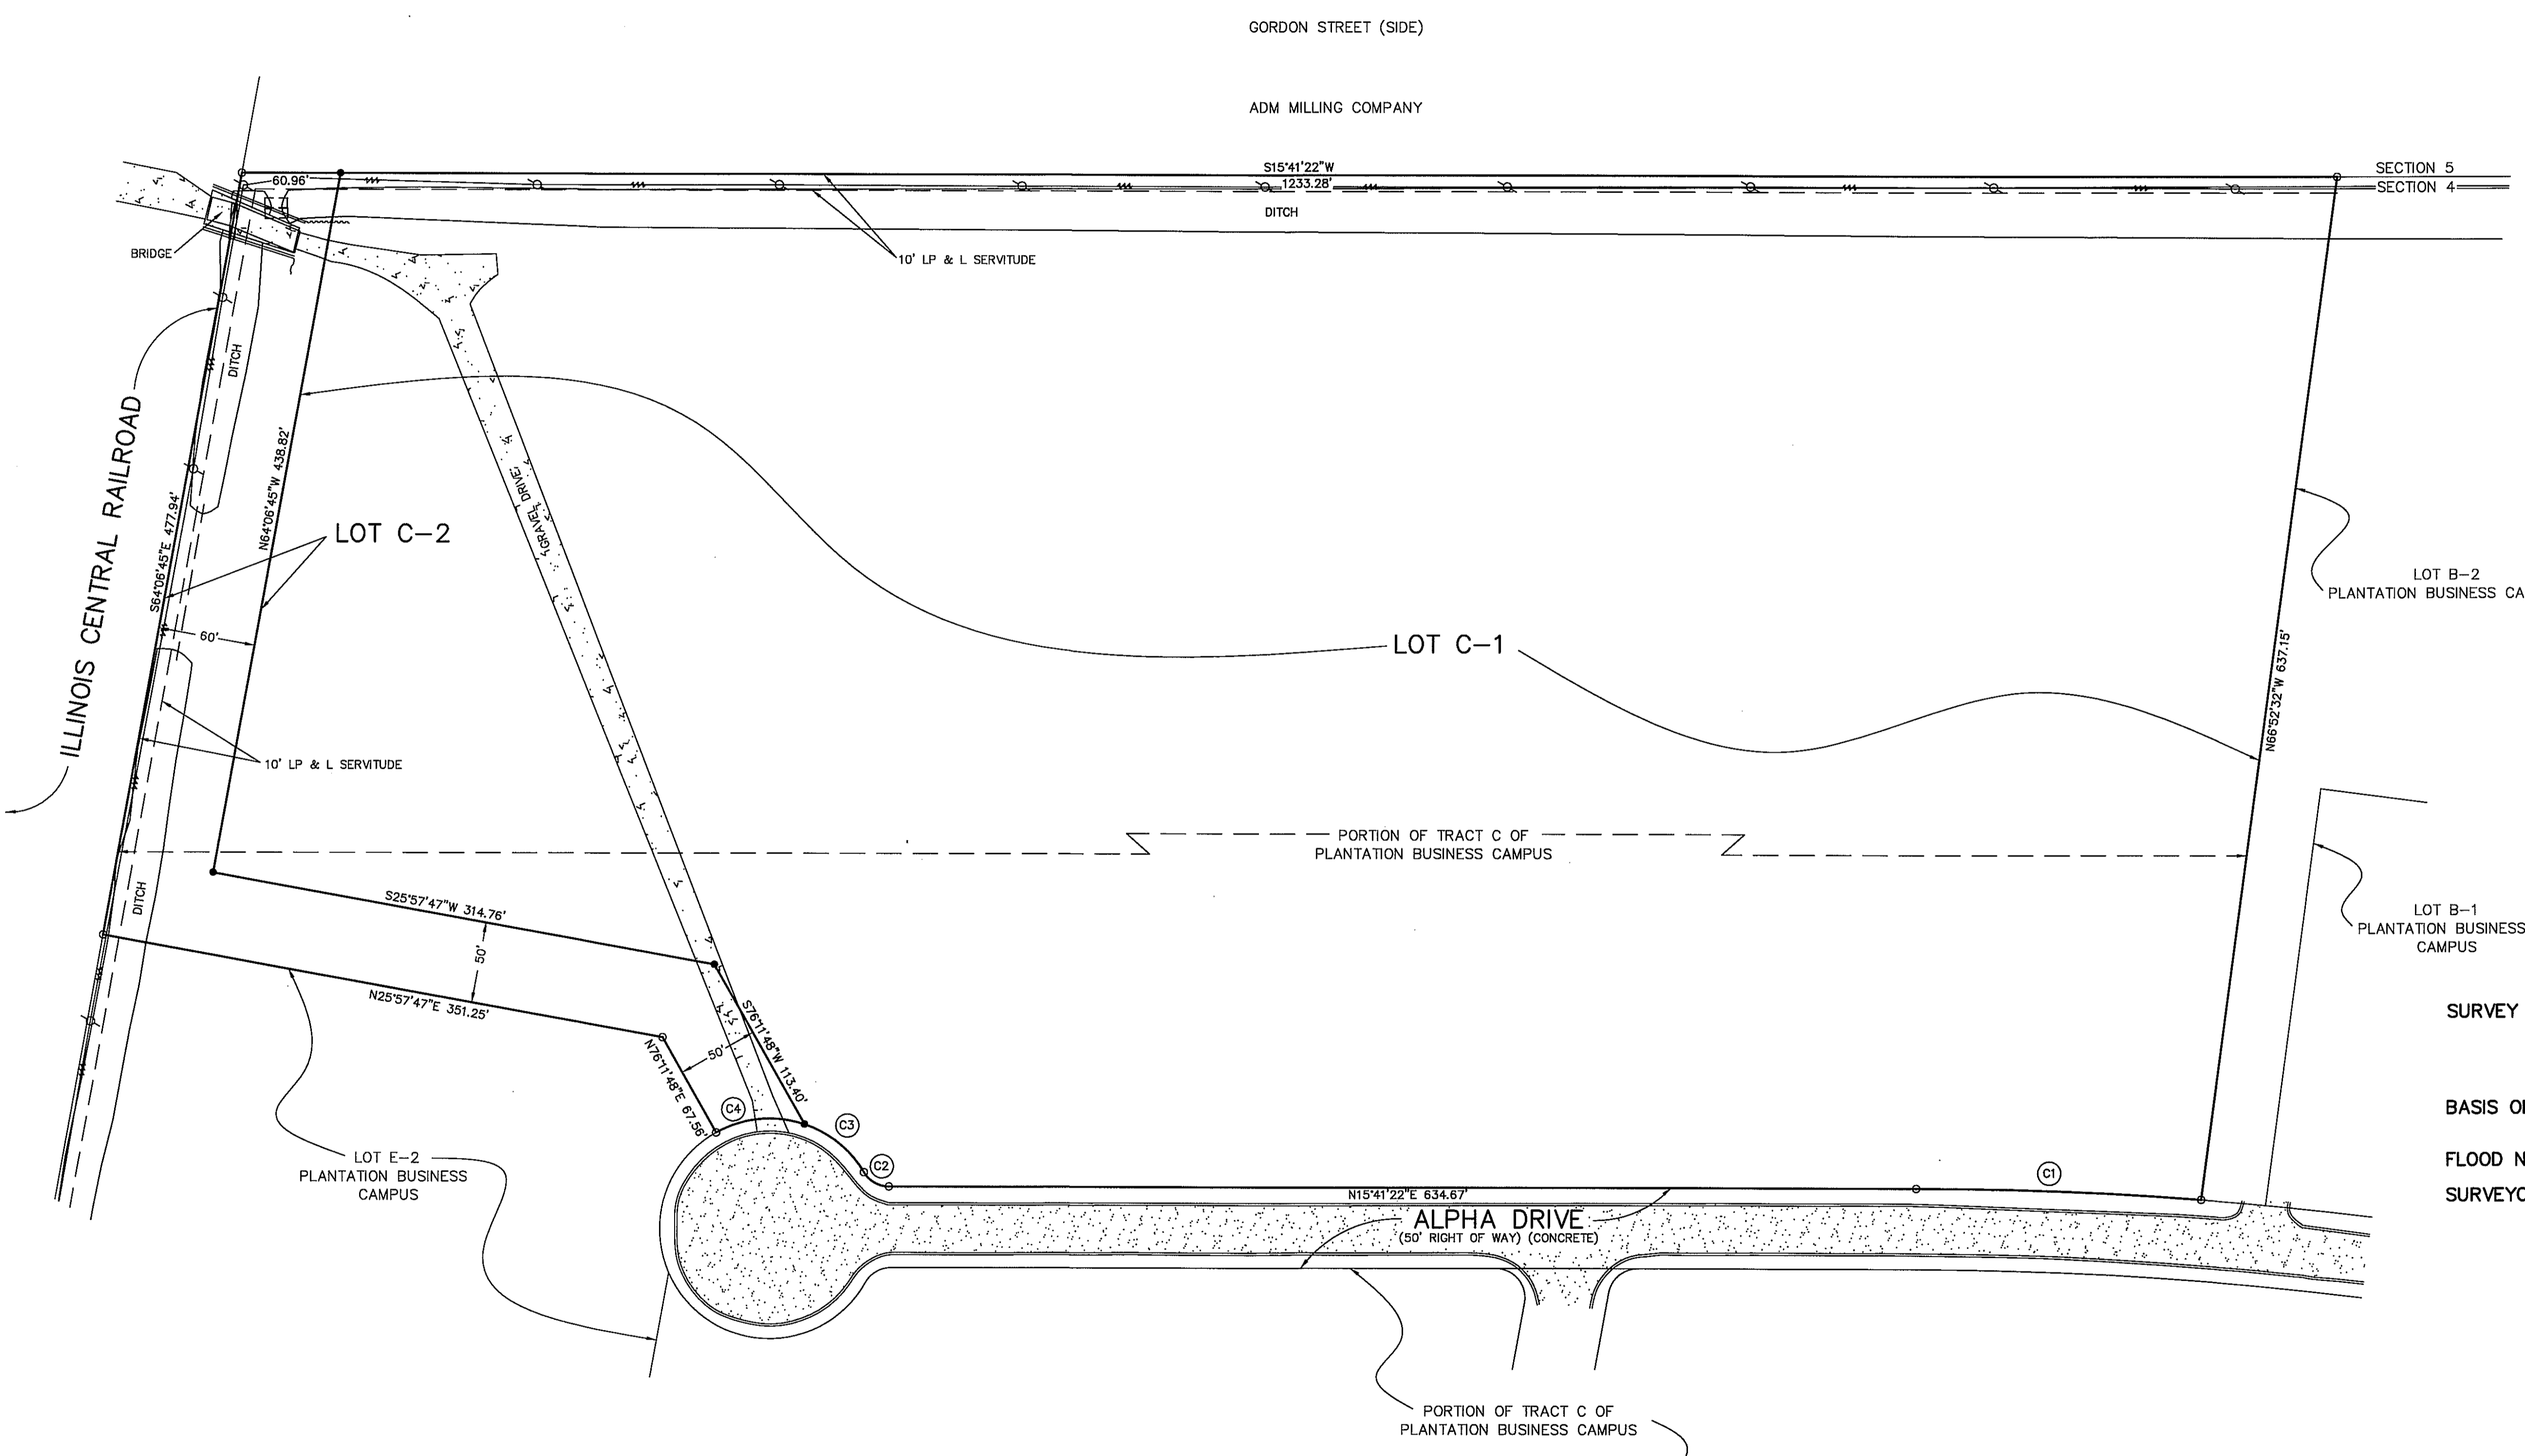 GORDON STREET (SIDE)
ADM MILLING COMPANY
S15°41'22"W
SECTION 5
60.96'
1233.28'
SECTION 4
DITCH
BRIDGE
10' LP & L SERVITUDE
DITCH
ILLINOIS CENTRAL RAILROAD
N64°06'45"W 438.82'
S64°06'45"E 477.94'
GRAVEL DRIVE
LOT C-2
60'
LOT B-2
PLANTATION BUSINESS CA
LOT C-1
N66°52'32"W 637.15'
10' LP & L SERVITUDE
PORTION OF TRACT C OF
PLANTATION BUSINESS CAMPUS
DITCH
S25°57'47"W 314.76'
50'
N25°57'47"E 351.25'
LOT B-1
PLANTATION BUSINESS
CAMPUS
SURVEY
S76°11'48"W 113.40'
50'
N76°11'48"E 67.56'
C4
C3
C2
C1
BASIS O
FLOOD N
SURVEYO
LOT E-2
PLANTATION BUSINESS
CAMPUS
N15°41'22"E 634.67'
ALPHA DRIVE
(50' RIGHT OF WAY) (CONCRETE)
PORTION OF TRACT C OF
PLANTATION BUSINESS CAMPUS